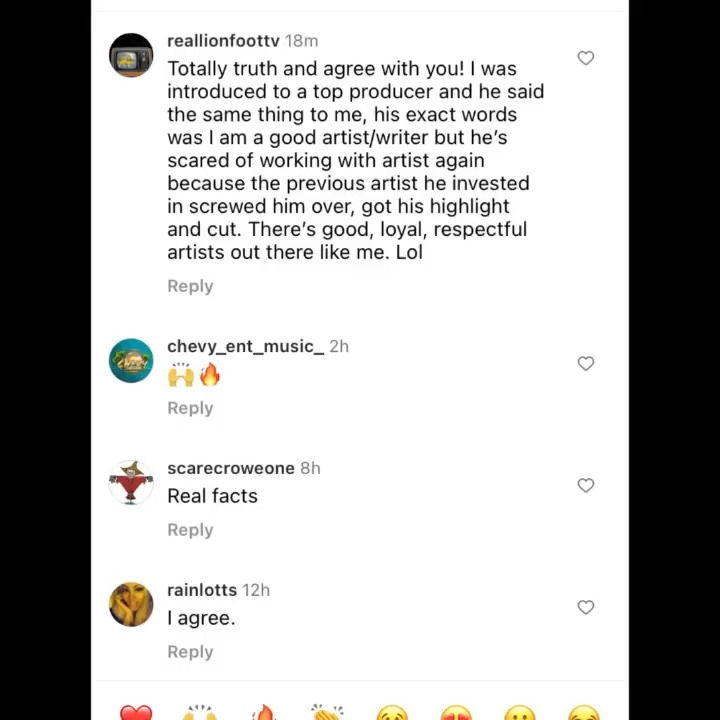 reallionfoottv 18m
Totally truth and agree with you! I was
introduced to a top producer and he said
the same thing to me, his exact words
was I am a good artist/writer but he's
scared of working with artist again
because the previous artist he invested
in screwed him over, got his highlight
and cut. There's good, loyal, respectful
artists out there like me. Lol
Reply
chevy_ent_music_ 2h
🙌🔥
Reply
scarecroweone 8h
Real facts
Reply
rainlotts 12h
I agree.
Reply